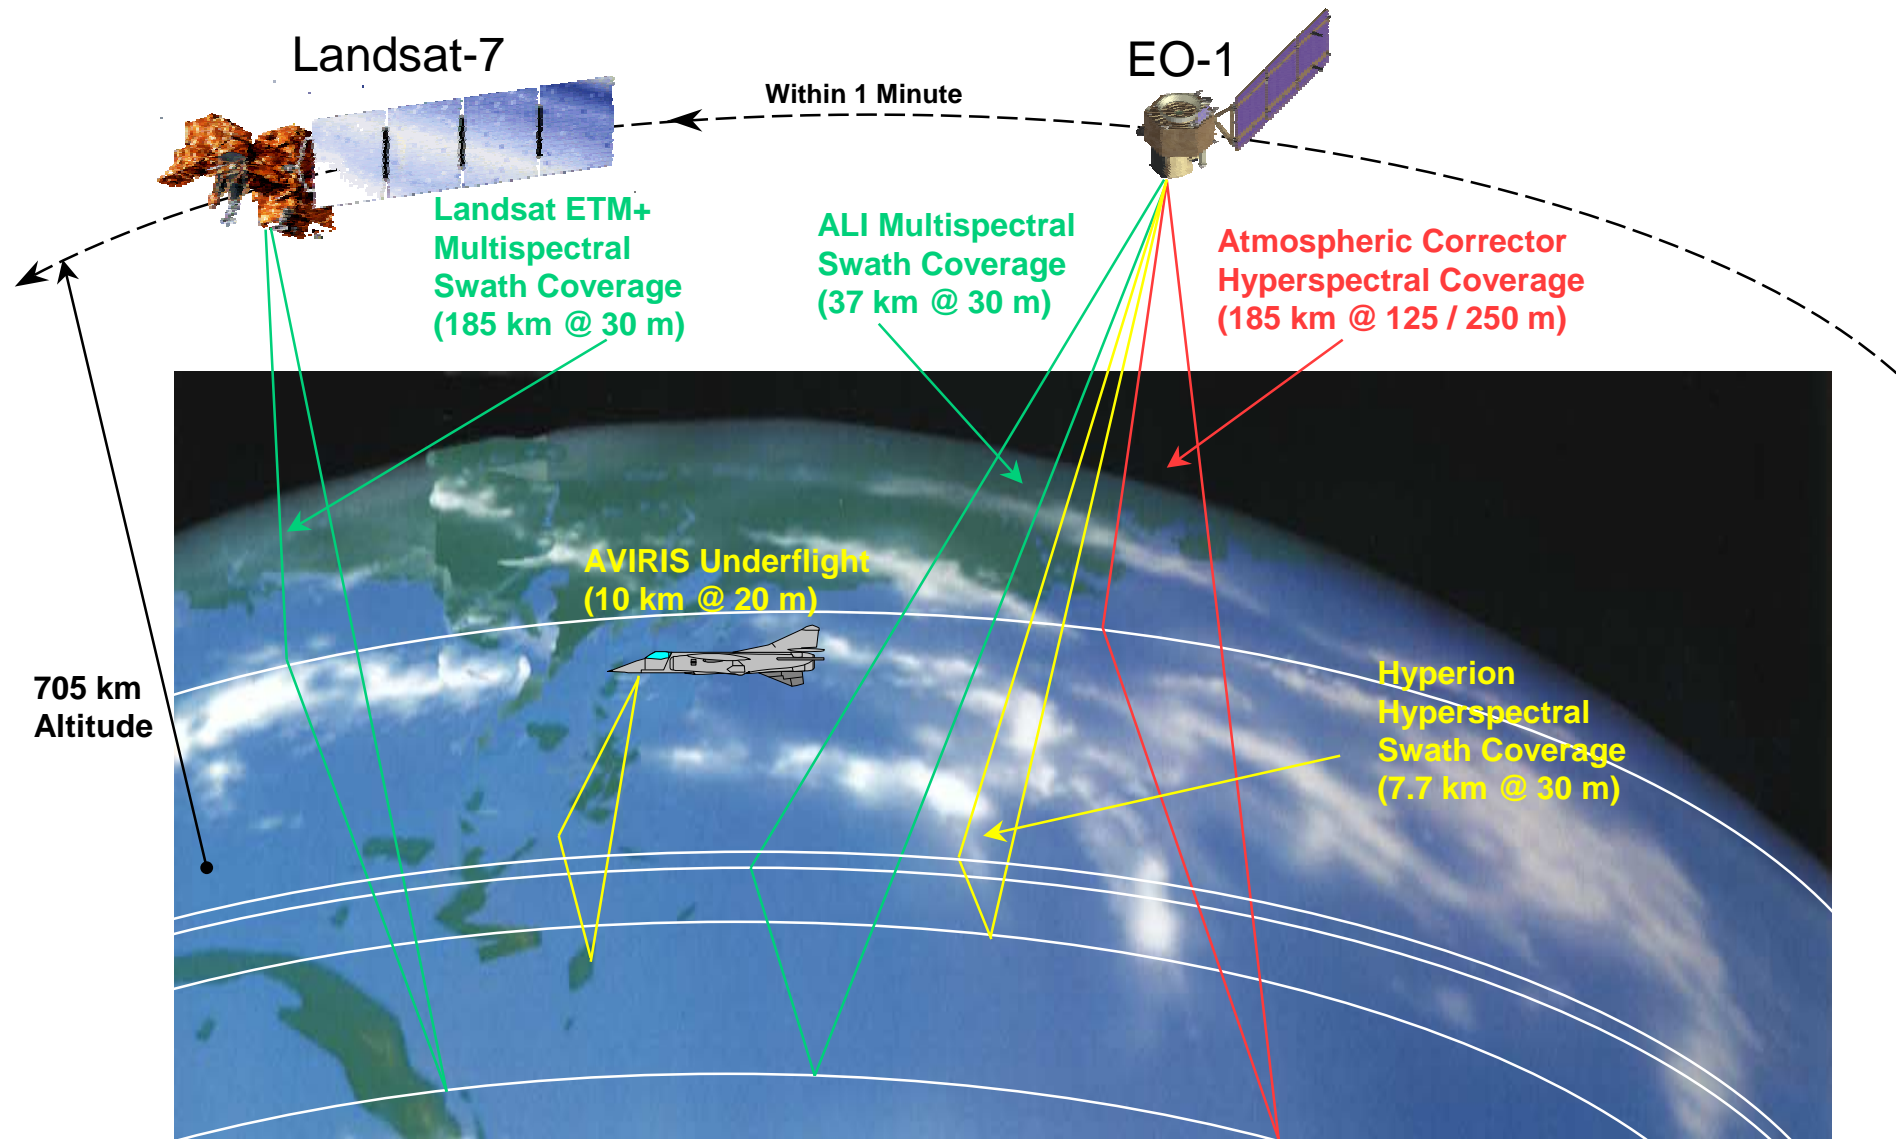 Landsat-7
EO-1
Within 1 Minute
Landsat ETM+
Multispectral
Swath Coverage
(185 km @ 30 m)
ALI Multispectral
Swath Coverage
(37 km @ 30 m)
Atmospheric Corrector
Hyperspectral Coverage
(185 km @ 125 / 250 m)
AVIRIS Underflight
(10 km @ 20 m)
705 km
Altitude
Hyperion
Hyperspectral
Swath Coverage
(7.7 km @ 30 m)